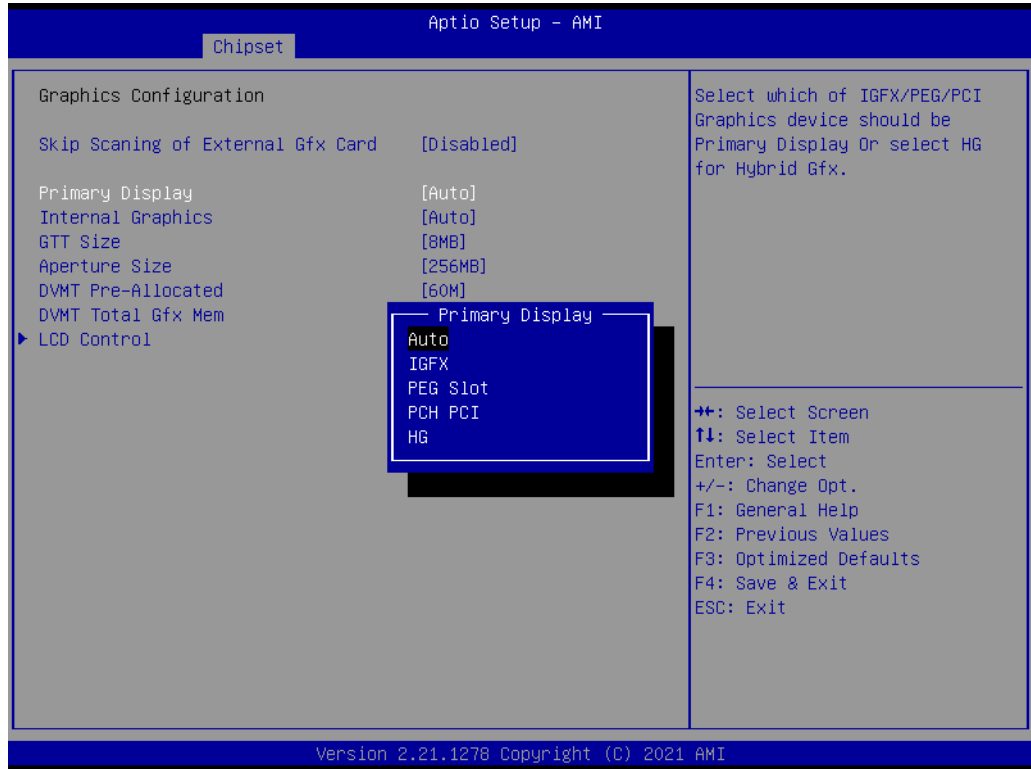 Aptio Setup – AMI
Chipset
Graphics Configuration
Skip Scaning of External Gfx Card [Disabled]
Primary Display [Auto]
Internal Graphics [Auto]
GTT Size [8MB]
Aperture Size [256MB]
DVMT Pre-Allocated [60M]
DVMT Total Gfx Mem
LCD Control
Primary Display
Auto
IGFX
PEG Slot
PCH PCI
HG
Select which of IGFX/PEG/PCI
Graphics device should be
Primary Display Or select HG
for Hybrid Gfx.
→←: Select Screen
↑↓: Select Item
Enter: Select
+/-: Change Opt.
F1: General Help
F2: Previous Values
F3: Optimized Defaults
F4: Save & Exit
ESC: Exit
Version 2.21.1278 Copyright (C) 2021 AMI